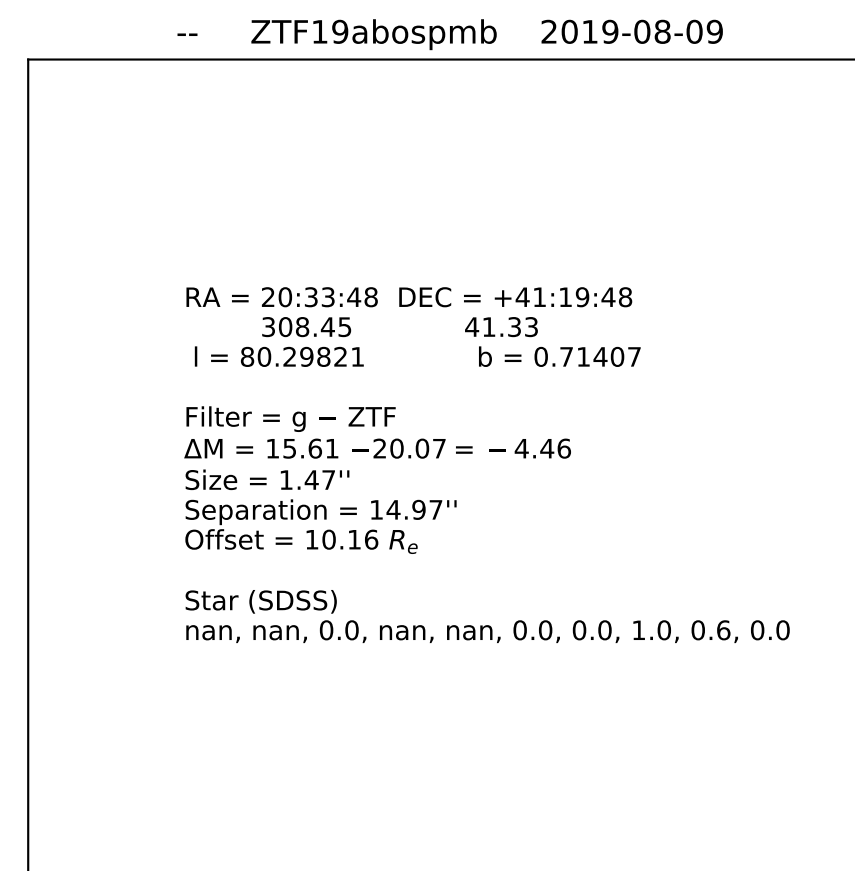 -- ZTF19abospmb 2019-08-09
RA = 20:33:48 DEC = +41:19:48
308.45 41.33
l = 80.29821 b = 0.71407
Filter = g − ZTF
ΔM = 15.61 −20.07 = −4.46
Size = 1.47''
Separation = 14.97''
Offset = 10.16 Rₑ
Star (SDSS)
nan, nan, 0.0, nan, nan, 0.0, 0.0, 1.0, 0.6, 0.0